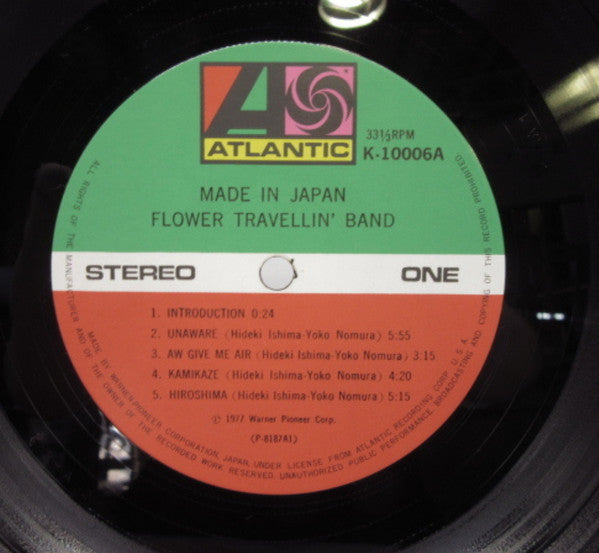 ATLANTIC
33⅓RPM
K-10006A
MADE IN JAPAN
FLOWER TRAVELLIN' BAND
STEREO ONE
1. INTRODUCTION 0:24
2. UNAWARE (Hideki Ishima-Yoko Nomura) 5:55
3. AW GIVE ME AIR (Hideki Ishima-Yoko Nomura) 3:15
4. KAMIKAZE (Hideki Ishima-Yoko Nomura) 4:20
5. HIROSHIMA (Hideki Ishima-Yoko Nomura) 5:15
Ⓟ 1977 Warner Pioneer Corp.
(P-8187A1)
MADE BY WARNER-PIONEER CORPORATION, JAPAN, UNDER LICENSE FROM ATLANTIC RECORDING CORP. U.S.A.
ALL RIGHTS OF THE MANUFACTURER AND OF THE OWNER OF THE RECORDED WORK RESERVED. UNAUTHORIZED PUBLIC PERFORMANCE, BROADCASTING AND COPYING OF THIS RECORD PROHIBITED